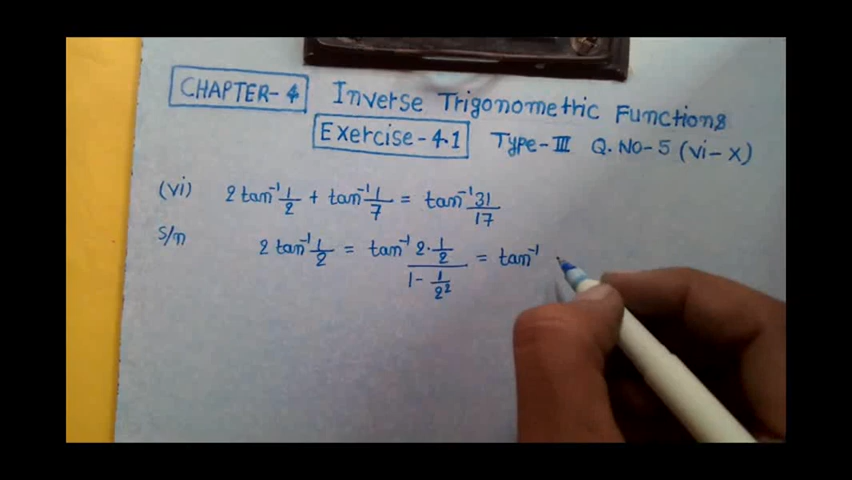 CHAPTER-4 Inverse Trigonometric Functions
Exercise-4.1 Type-III Q. No-5 (vi-x)
(vi) 2 tan⁻¹ 1/2 + tan⁻¹ 1/7 = tan⁻¹ 31/17
S/n 2 tan⁻¹ 1/2 = tan⁻¹ (2·1/2)/(1 - 1/2²) = tan⁻¹